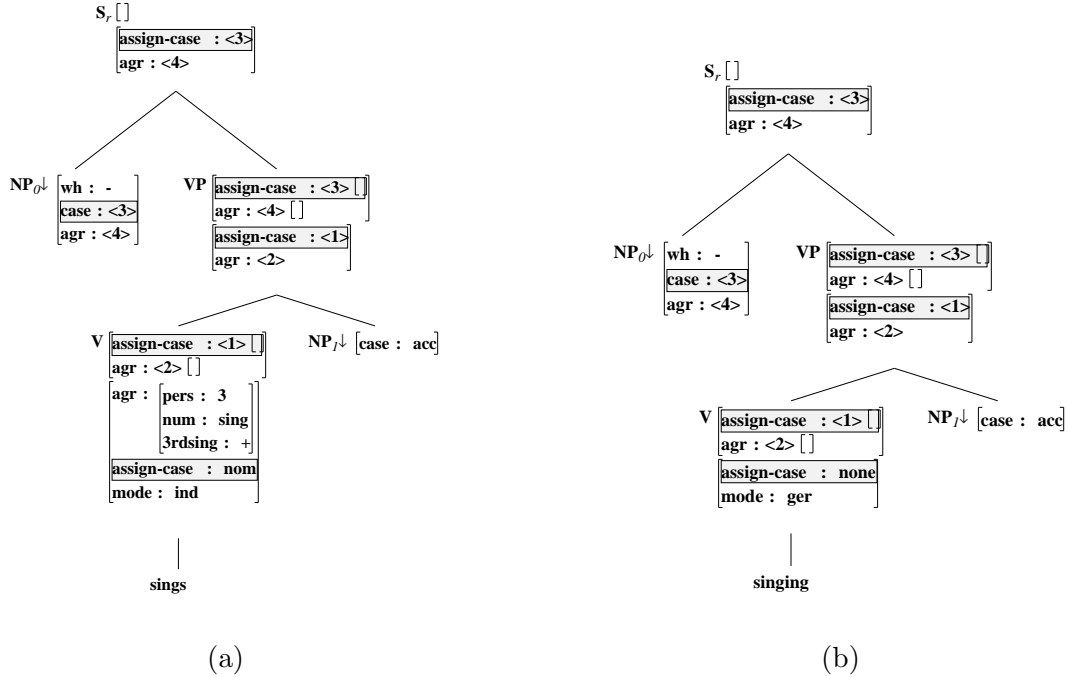 S_r []
assign-case : <3>
agr : <4>
NP_0↓ wh : -
case : <3>
agr : <4>
VP assign-case : <3> []
agr : <4> []
assign-case : <1>
agr : <2>
V assign-case : <1> []
agr : <2> []
agr : pers : 3
num : sing
3rdsing : +
assign-case : nom
mode : ind
NP_1↓ [case : acc]
sings
(a)
S_r []
assign-case : <3>
agr : <4>
NP_0↓ wh : -
case : <3>
agr : <4>
VP assign-case : <3> []
agr : <4> []
assign-case : <1>
agr : <2>
V assign-case : <1> []
agr : <2> []
assign-case : none
mode : ger
NP_1↓ [case : acc]
singing
(b)